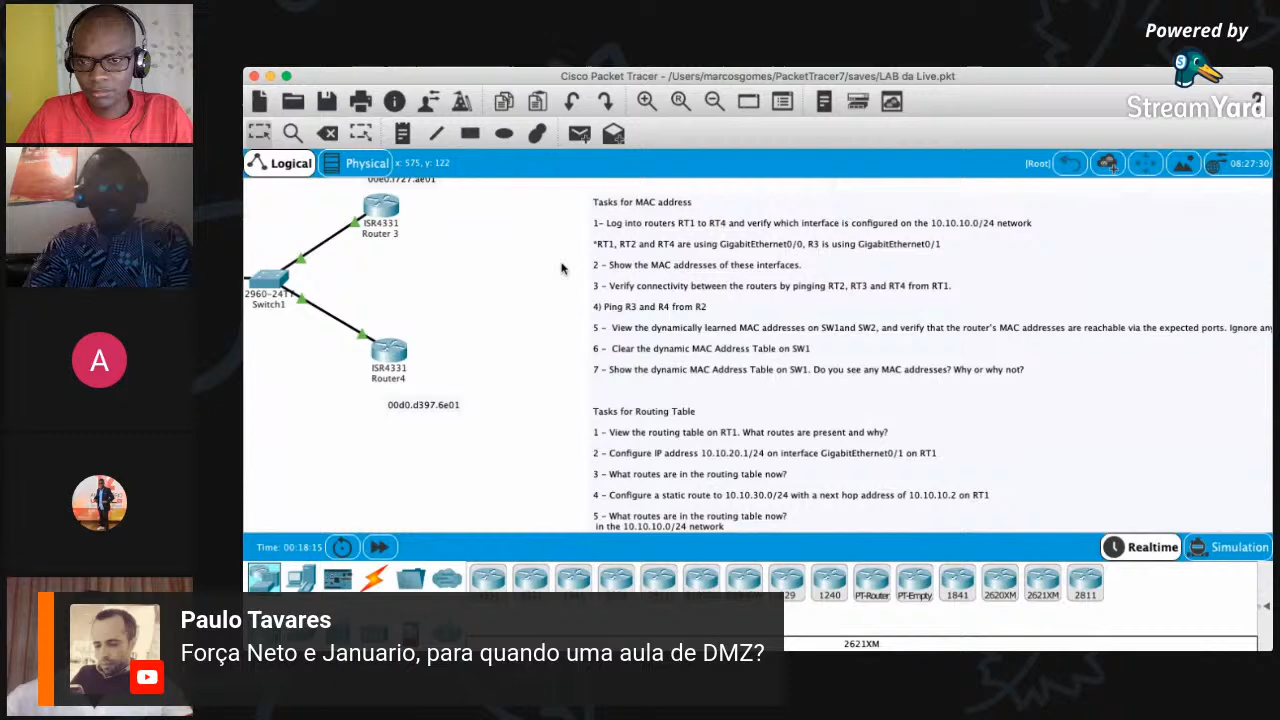 Powered by
StreamYard
Cisco Packet Tracer - /Users/marcosgomes/PacketTracer7/saves/LAB da Live.pkt
Logical
Physical
x: 575, y: 122
[Root]
08:27:30
00e0.f727.ae01
ISR4331
Router 3
Switch1
ISR4331
Router4
00d0.d397.6e01
Tasks for MAC address
1- Log into routers RT1 to RT4 and verify which interface is configured on the 10.10.10.0/24 network
*RT1, RT2 and RT4 are using GigabitEthernet0/0, R3 is using GigabitEthernet0/1
2 - Show the MAC addresses of these interfaces.
3 - Verify connectivity between the routers by pinging RT2, RT3 and RT4 from RT1.
4) Ping R3 and R4 from R2
5 - View the dynamically learned MAC addresses on SW1and SW2, and verify that the router's MAC addresses are reachable via the expected ports. Ignore any
6 - Clear the dynamic MAC Address Table on SW1
7 - Show the dynamic MAC Address Table on SW1. Do you see any MAC addresses? Why or why not?
Tasks for Routing Table
1 - View the routing table on RT1. What routes are present and why?
2 - Configure IP address 10.10.20.1/24 on interface GigabitEthernet0/1 on RT1
3 - What routes are in the routing table now?
4 - Configure a static route to 10.10.30.0/24 with a next hop address of 10.10.10.2 on RT1
5 - What routes are in the routing table now?
in the 10.10.10.0/24 network
Time: 00:18:15
Realtime
Simulation
29 1240 PT-Router PT-Empty 1841 2620XM 2621XM 2811
2621XM
A
Paulo Tavares
Força Neto e Januario, para quando uma aula de DMZ?